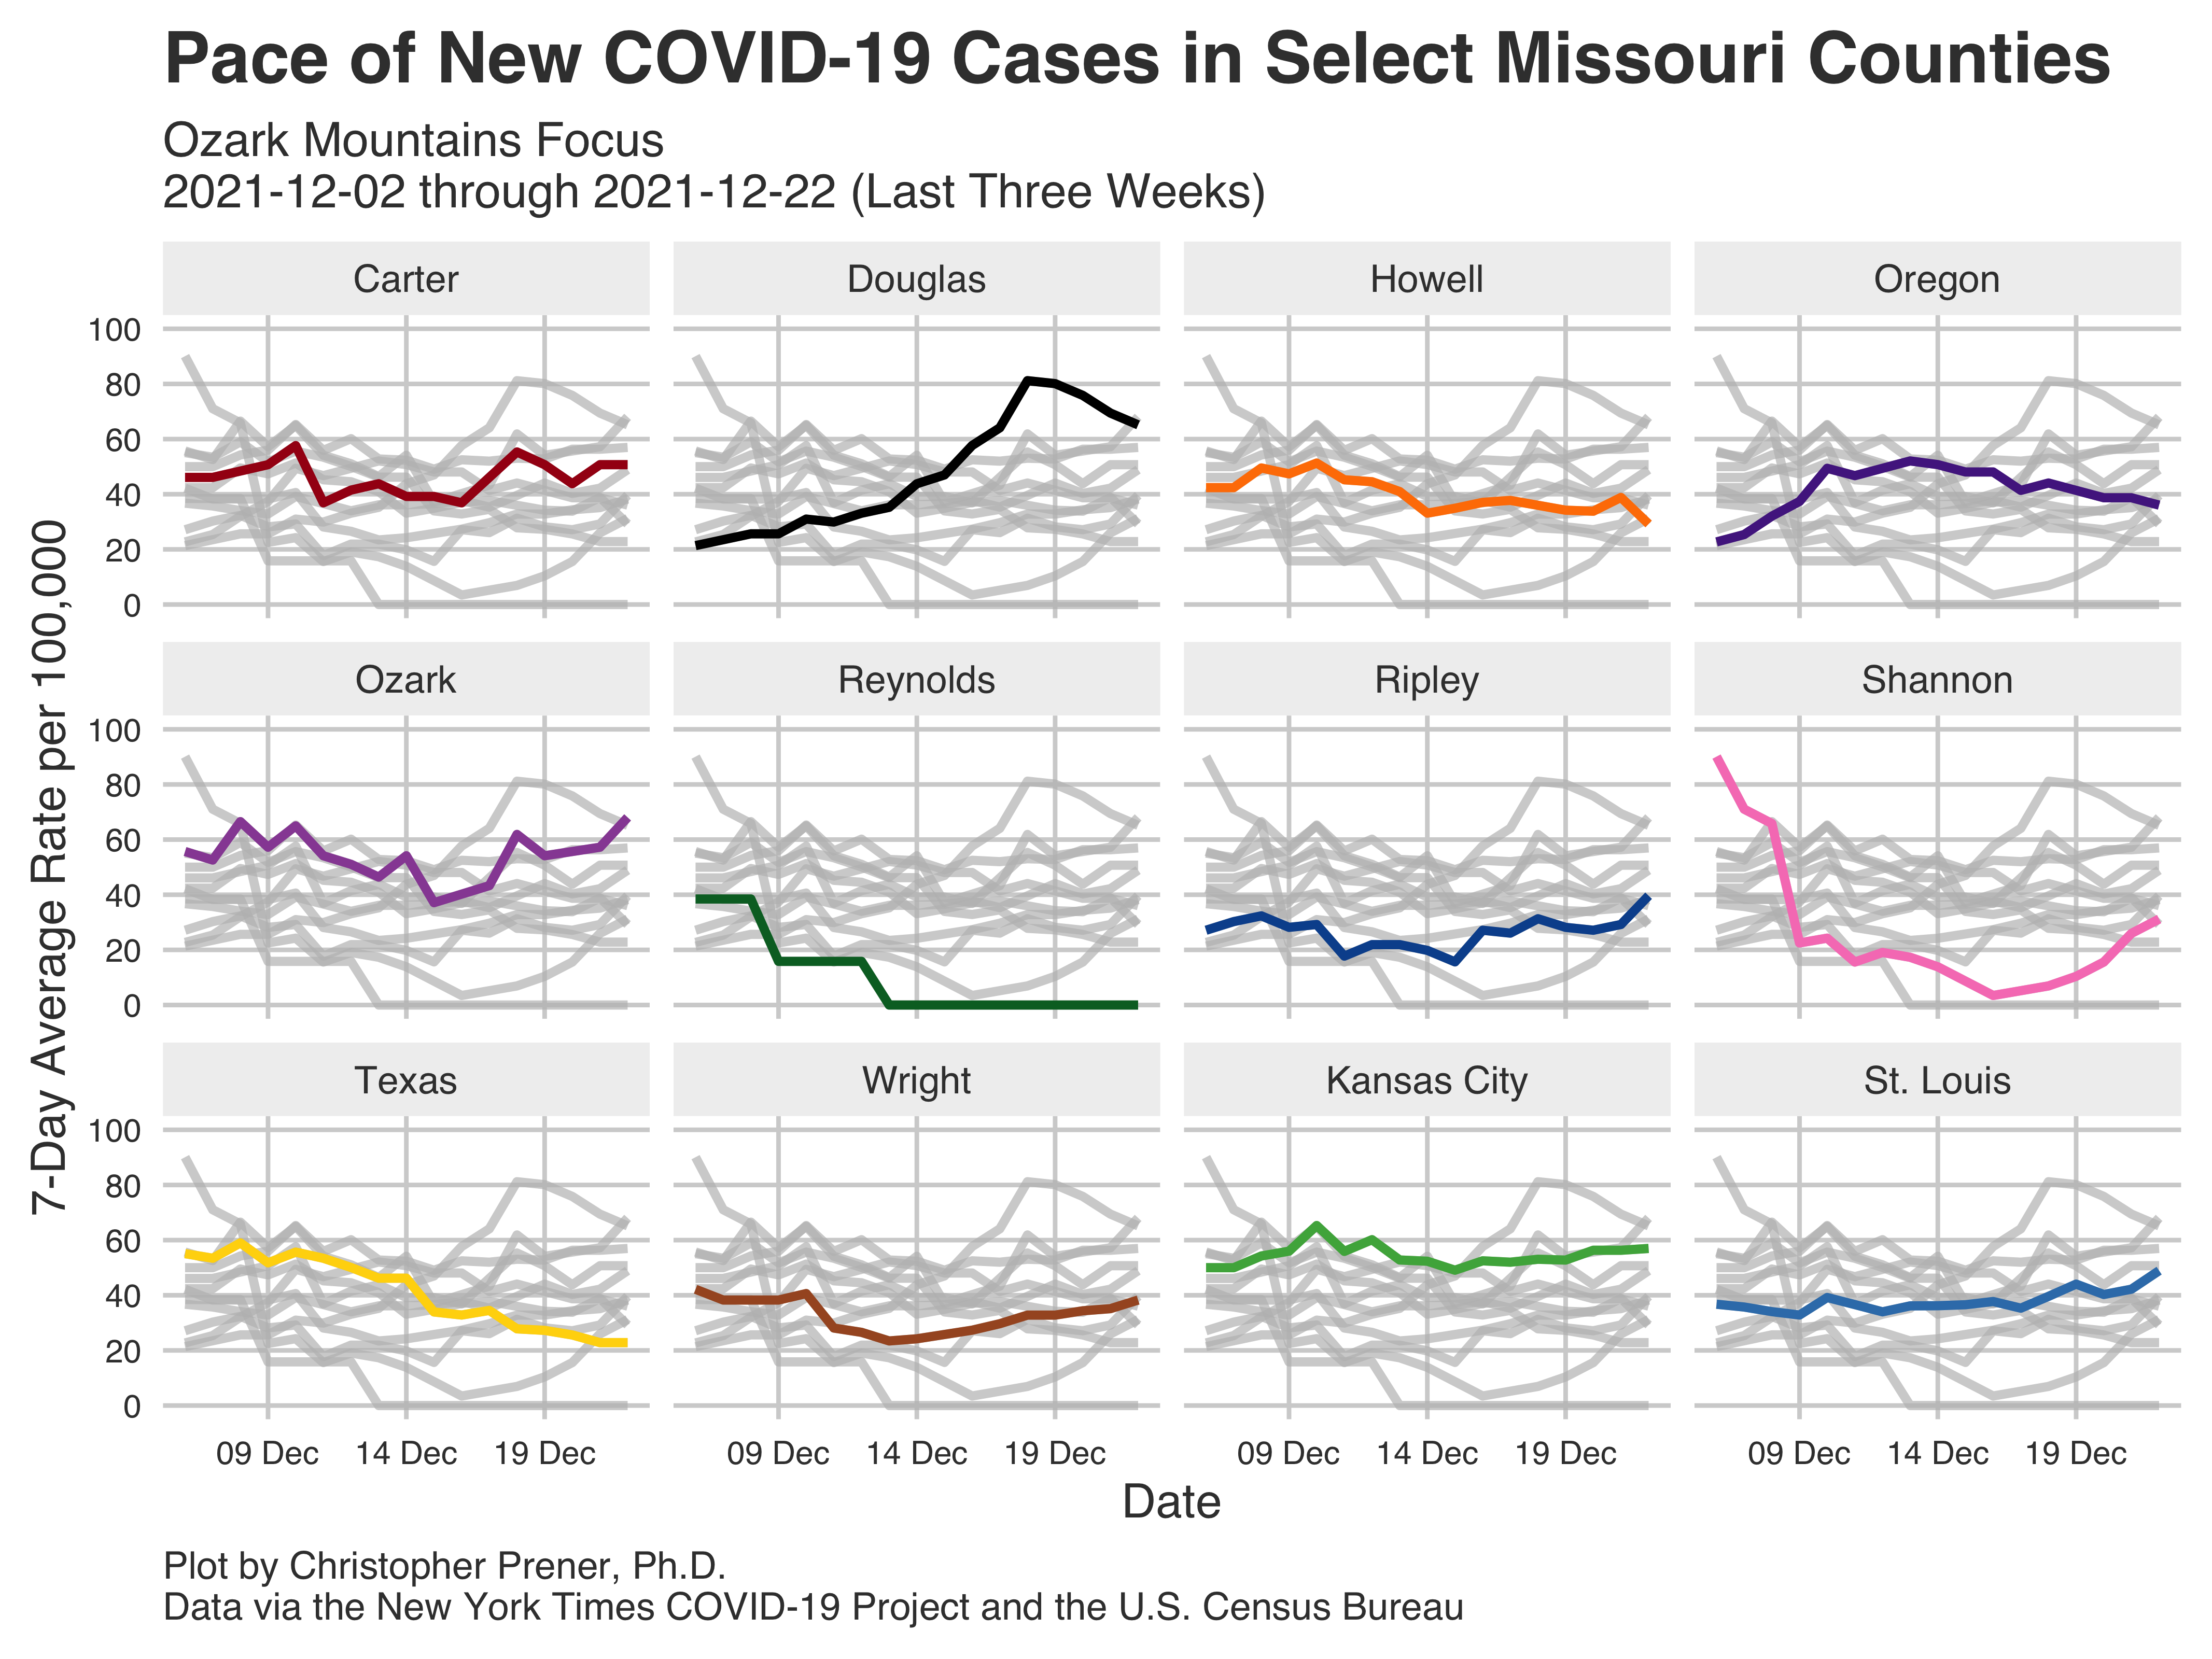 Pace of New COVID-19 Cases in Select Missouri Counties
Ozark Mountains Focus
2021-12-02 through 2021-12-22 (Last Three Weeks)
Carter Douglas Howell Oregon
100
80
60
40
20
0
Ozark Reynolds Ripley Shannon
100
80
60
40
20
0
Texas Wright Kansas City St. Louis
100
80
60
40
20
0
7-Day Average Rate per 100,000
09 Dec 14 Dec 19 Dec 09 Dec 14 Dec 19 Dec 09 Dec 14 Dec 19 Dec 09 Dec 14 Dec 19 Dec
Date
Plot by Christopher Prener, Ph.D.
Data via the New York Times COVID-19 Project and the U.S. Census Bureau